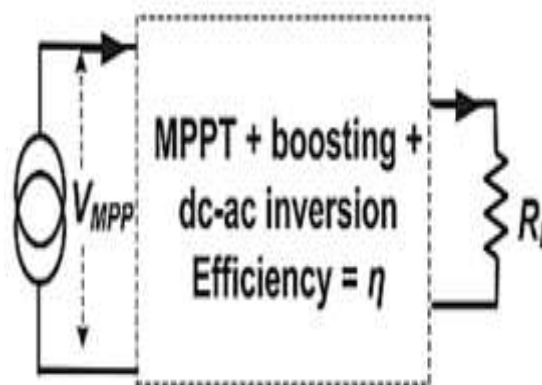 MPPT + boosting +
V_MPP
dc-ac inversion
Efficiency = η